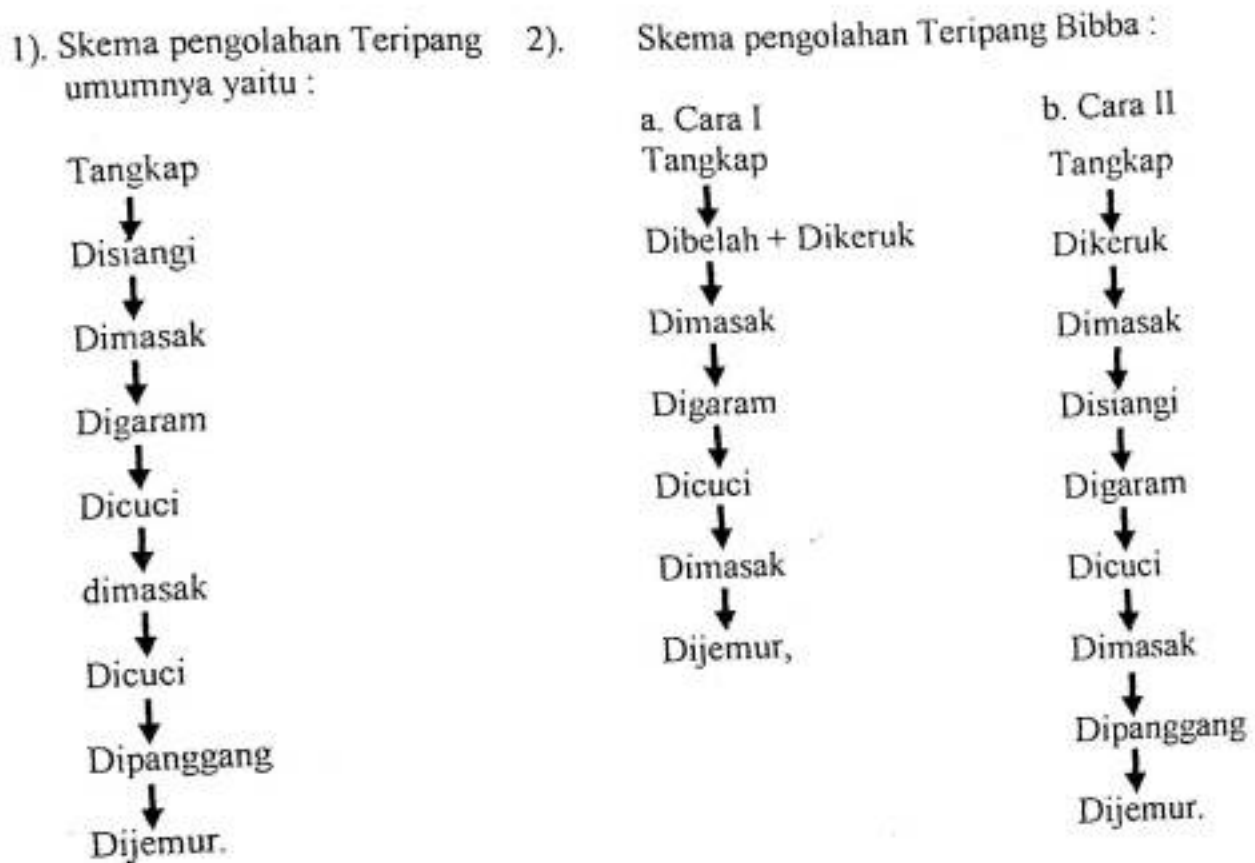 1). Skema pengolahan Teripang
umumnya yaitu :
Tangkap
Disiangi
Dimasak
Digaram
Dicuci
dimasak
Dicuci
Dipanggang
Dijemur.
2). Skema pengolahan Teripang Bibba :
a. Cara I
Tangkap
Dibelah + Dikeruk
Dimasak
Digaram
Dicuci
Dimasak
Dijemur,
b. Cara II
Tangkap
Dikeruk
Dimasak
Disiangi
Digaram
Dicuci
Dimasak
Dipanggang
Dijemur.